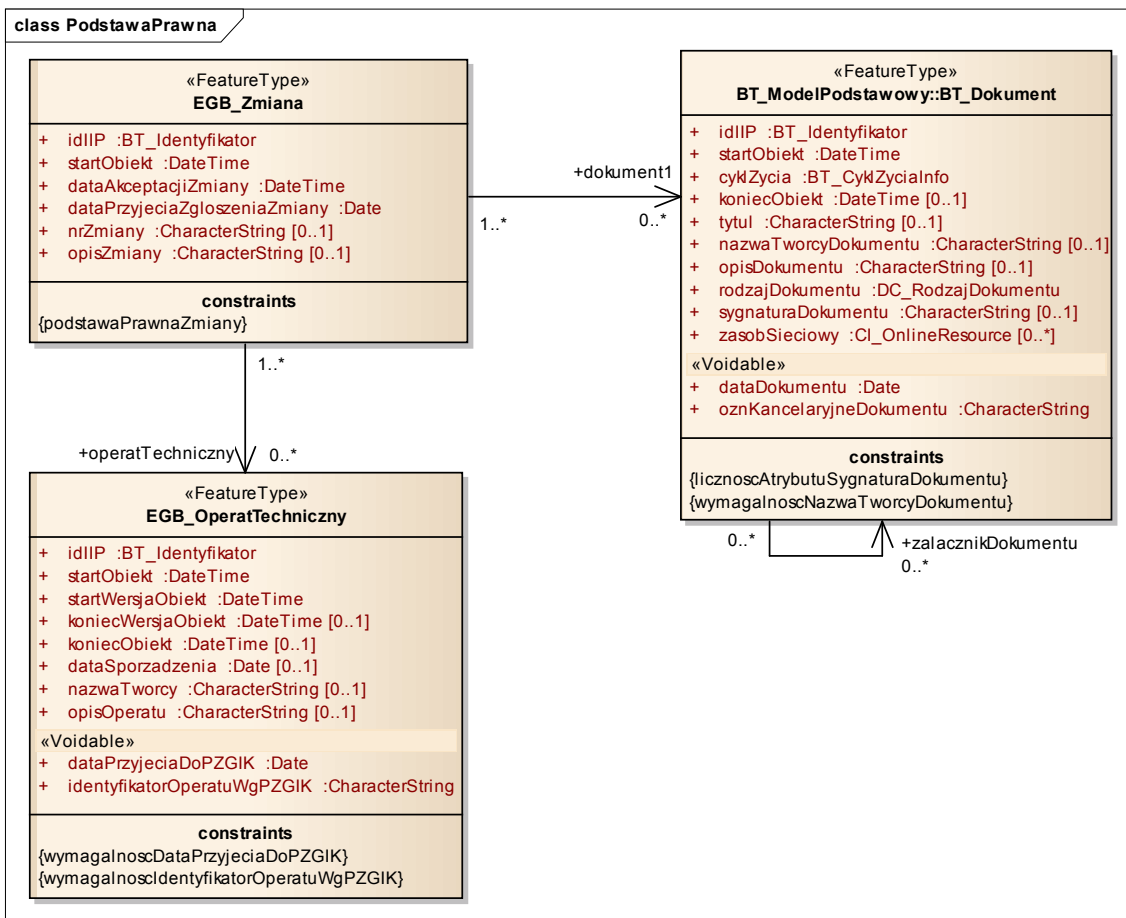 class PodstawaPrawna
«FeatureType»
EGB_Zmiana
+ idIIP :BT_Identyfikator
+ startObiekt :DateTime
+ dataAkceptacjiZmiany :DateTime
+ dataPrzyjeciaZgloszeniaZmiany :Date
+ nrZmiany :CharacterString [0..1]
+ opisZmiany :CharacterString [0..1]
constraints
{podstawaPrawnaZmiany}
«FeatureType»
BT_ModelPodstawowy::BT_Dokument
+ idIIP :BT_Identyfikator
+ startObiekt :DateTime
+ cyklZycia :BT_CyklZyciaInfo
+ koniecObiekt :DateTime [0..1]
+ tytul :CharacterString [0..1]
+ nazwaTworcyDokumentu :CharacterString [0..1]
+ opisDokumentu :CharacterString [0..1]
+ rodzajDokumentu :DC_RodzajDokumentu
+ sygnaturaDokumentu :CharacterString [0..1]
+ zasobSieciowy :CI_OnlineResource [0..*]
«Voidable»
+ dataDokumentu :Date
+ oznKancelaryjneDokumentu :CharacterString
constraints
{licznoscAtrybutuSygnaturaDokumentu}
{wymagalnoscNazwaTworcyDokumentu}
+dokument1
1..*
0..*
1..*
+operatTechniczny
0..*
0..*
+zalacznikDokumentu
0..*
«FeatureType»
EGB_OperatTechniczny
+ idIIP :BT_Identyfikator
+ startObiekt :DateTime
+ startWersjaObiekt :DateTime
+ koniecWersjaObiekt :DateTime [0..1]
+ koniecObiekt :DateTime [0..1]
+ dataSporzadzenia :Date [0..1]
+ nazwaTworcy :CharacterString [0..1]
+ opisOperatu :CharacterString [0..1]
«Voidable»
+ dataPrzyjeciaDoPZGIK :Date
+ identyfikatorOperatuWgPZGIK :CharacterString
constraints
{wymagalnoscDataPrzyjeciaDoPZGIK}
{wymagalnoscIdentyfikatorOperatuWgPZGIK}